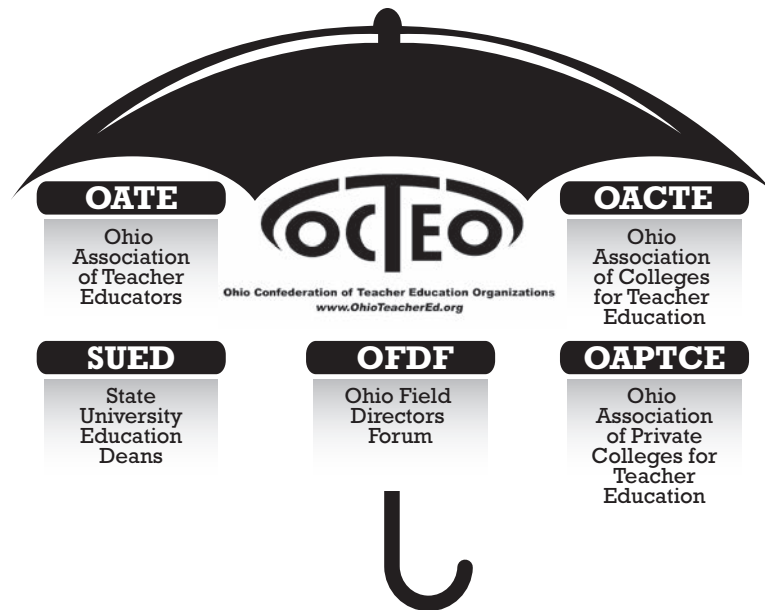 OATE
Ohio
Association
of Teacher
Educators
OCTEO
Ohio Confederation of Teacher Education Organizations
www.OhioTeacherEd.org
OACTE
Ohio
Association
of Colleges
for Teacher
Education
SUED
State
University
Education
Deans
OFDF
Ohio Field
Directors
Forum
OAPTCE
Ohio
Association
of Private
Colleges for
Teacher
Education